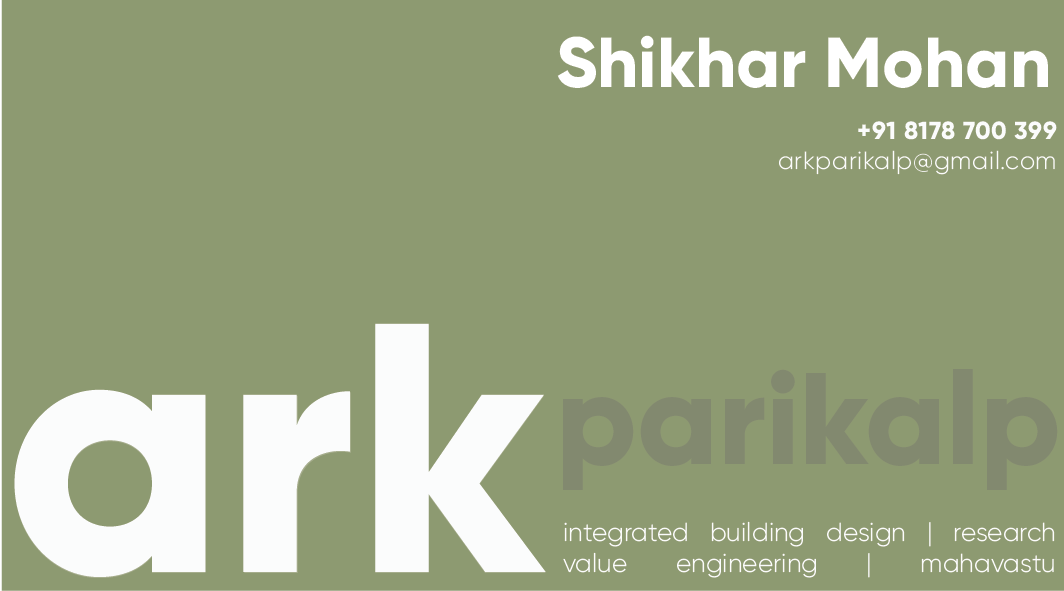 Shikhar Mohan
+91 8178 700 399
arkparikalp@gmail.com
ark parikalp
integrated building design | research
value engineering | mahavastu